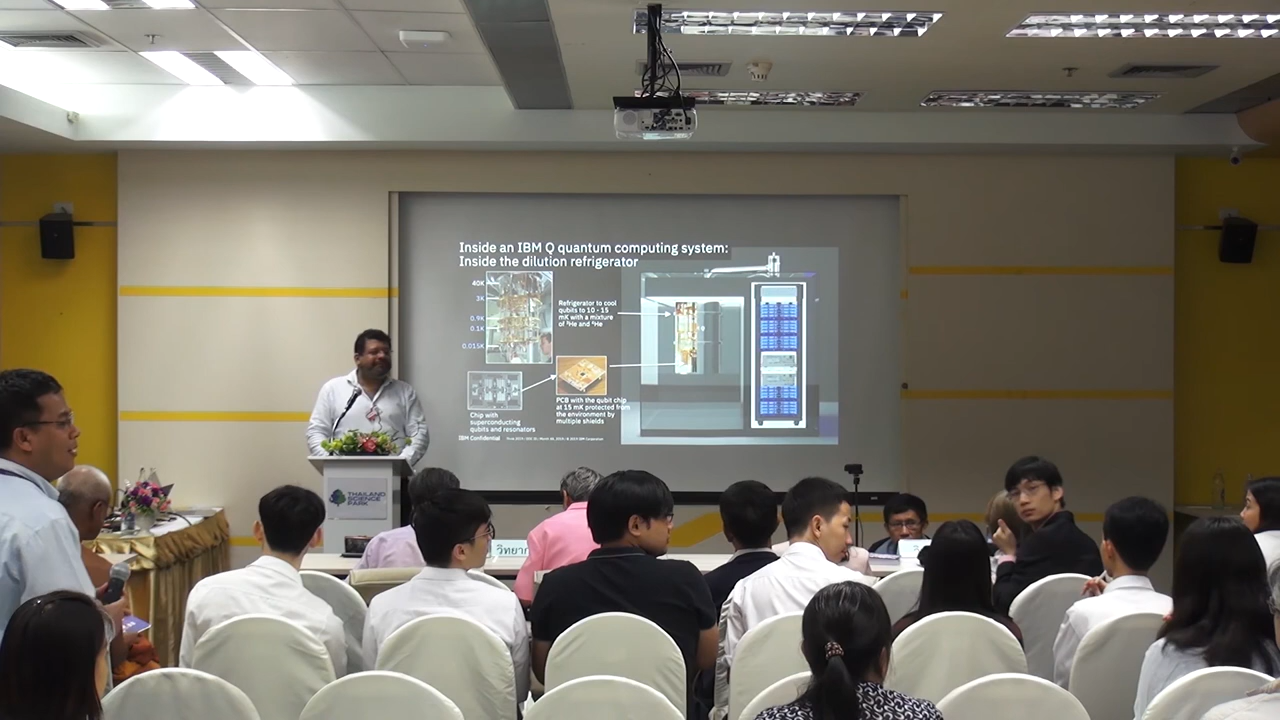 Inside an IBM Q quantum computing system:
Inside the dilution refrigerator
40K
3K
0.9K
0.1K
0.015K
Refrigerator to cool
qubits to 10 - 15
mK with a mixture
of ³He and ⁴He
Chip with
superconducting
qubits and resonators
PCB with the qubit chip
at 15 mK protected from
the environment by
multiple shields
IBM Confidential
THAILAND
SCIENCE
PARK
วิทยาก